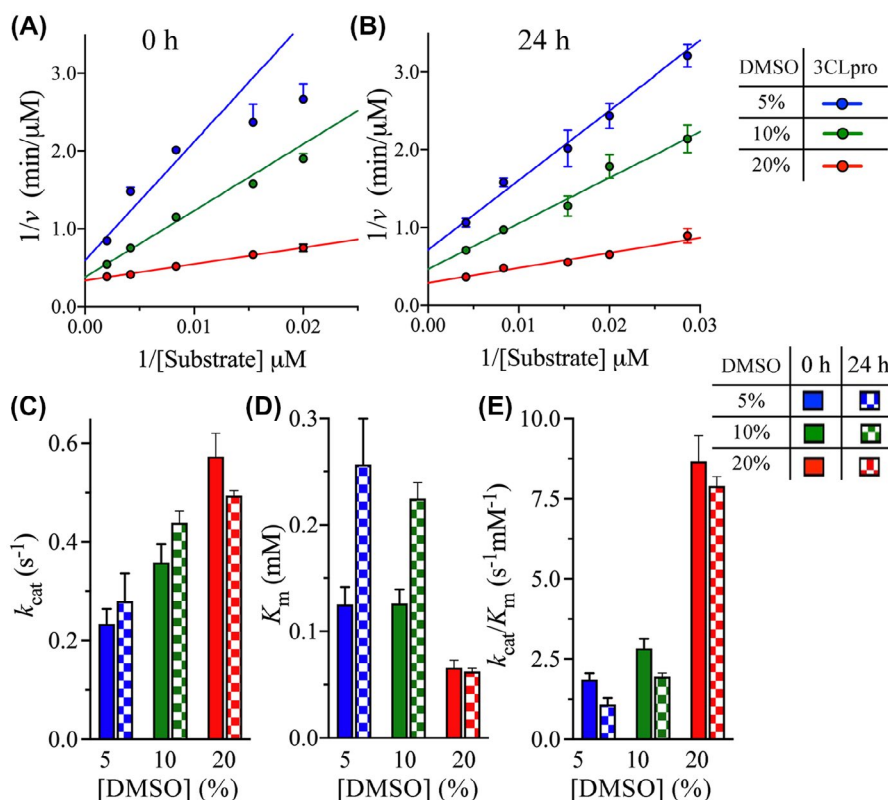 (A)
0 h
3.0
2.0
1.0
0.0
1/v (min/μM)
0.00 0.01 0.02
1/[Substrate] μM
(B)
24 h
3.0
2.0
1.0
0.0
1/v (min/μM)
0.00 0.01 0.02 0.03
1/[Substrate] μM
DMSO 3CLpro
5%
10%
20%
DMSO 0 h 24 h
5%
10%
20%
(C)
0.6
0.4
0.2
0.0
kcat (s-1)
5 10 20
[DMSO] (%)
(D)
0.3
0.2
0.1
0.0
Km (mM)
5 10 20
[DMSO] (%)
(E)
10.0
7.5
5.0
2.5
0.0
kcat/Km (s-1mM-1)
5 10 20
[DMSO] (%)